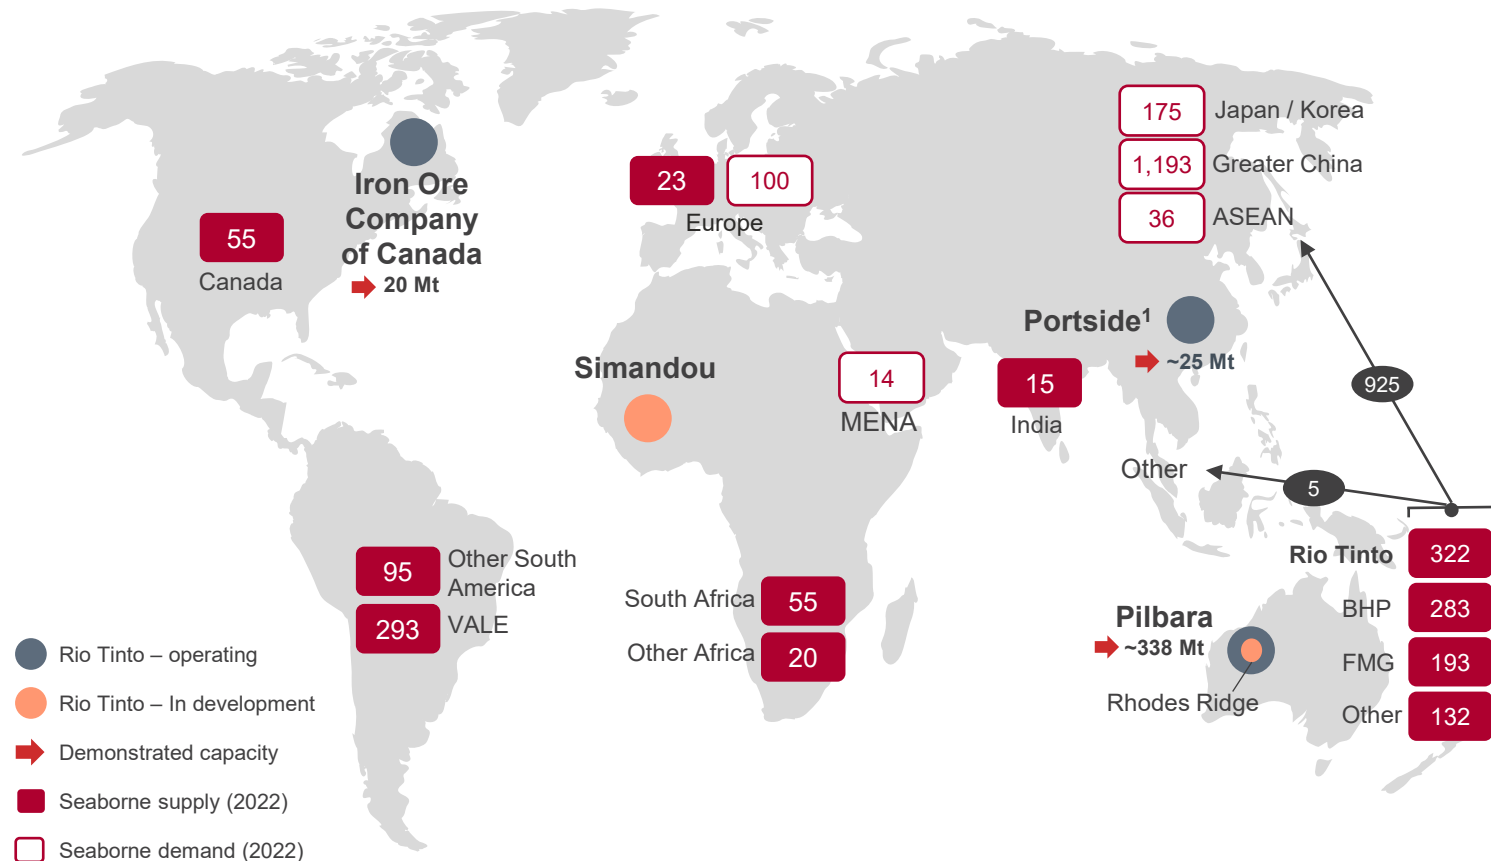 175 Japan / Korea
1,193 Greater China
36 ASEAN
23 100
Europe
Iron Ore
Company
of Canada
20 Mt
55
Canada
Portside¹
~25 Mt
Simandou
14
MENA
15
India
925
Other
5
Rio Tinto 322
BHP 283
FMG 193
Other 132
Pilbara
~338 Mt
Rhodes Ridge
95 Other South
America
293 VALE
South Africa 55
Other Africa 20
Rio Tinto – operating
Rio Tinto – In development
Demonstrated capacity
Seaborne supply (2022)
Seaborne demand (2022)